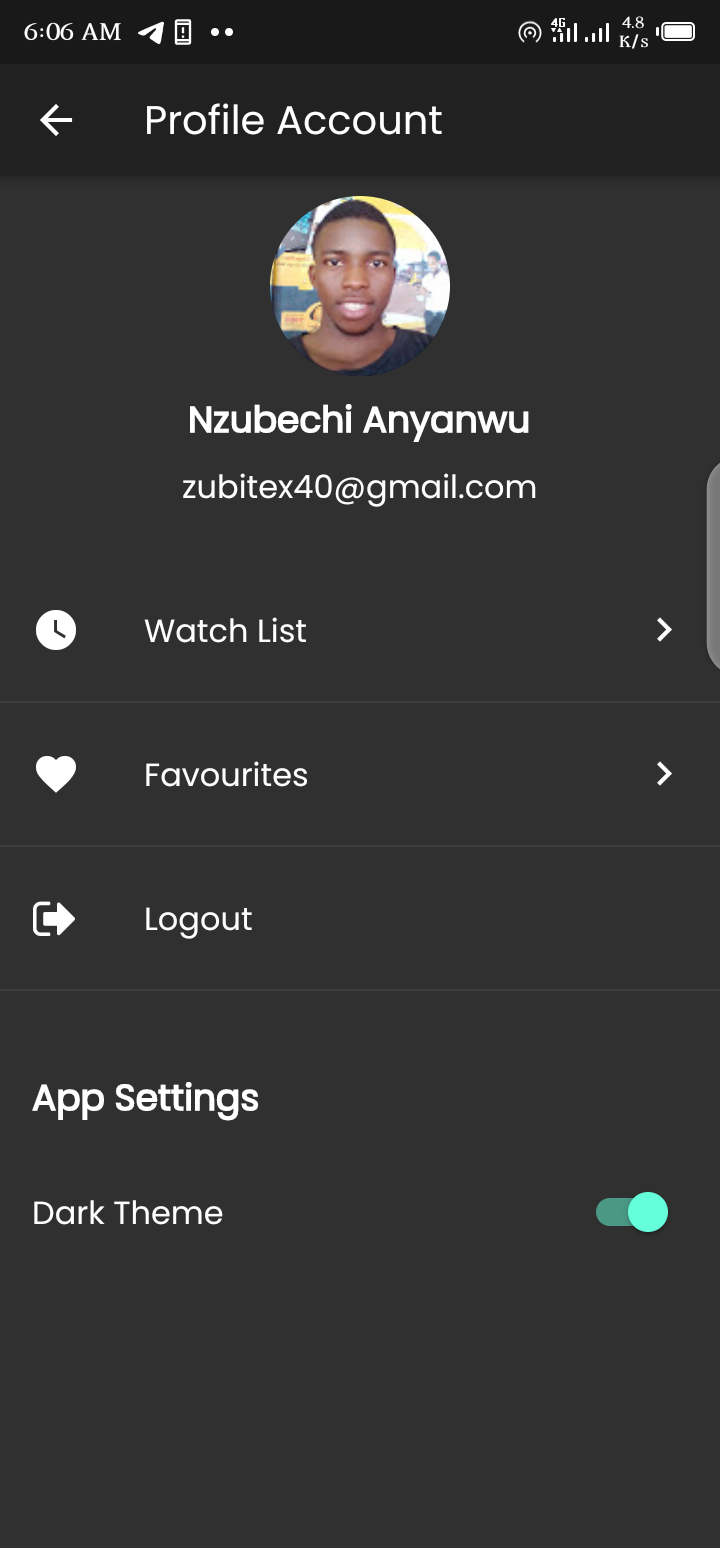 6:06 AM
4G
4.8
K/s
Profile Account
Nzubechi Anyanwu
zubitex40@gmail.com
Watch List
Favourites
Logout
App Settings
Dark Theme